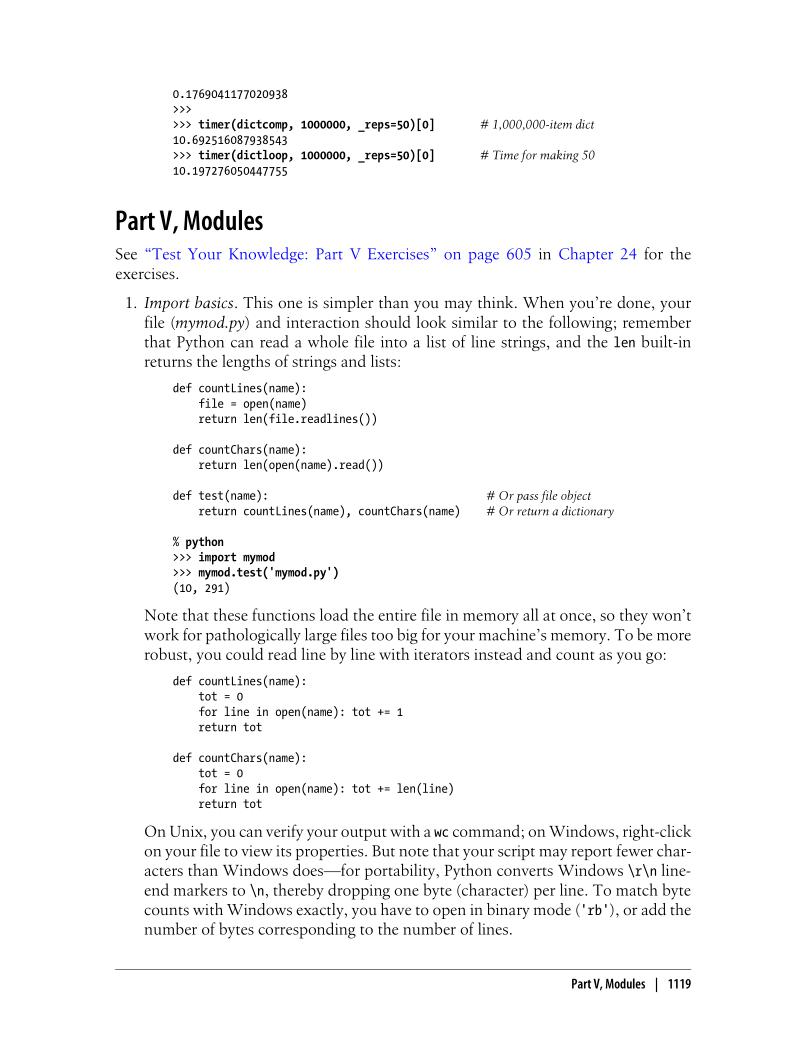 0.1769041177020938
>>>
>>> timer(dictcomp, 1000000, _reps=50)[0] # 1,000,000-item dict
10.692516087938543
>>> timer(dictloop, 1000000, _reps=50)[0] # Time for making 50
10.197276050447755
Part V, Modules
See “Test Your Knowledge: Part V Exercises” on page 605 in Chapter 24 for the
exercises.
1. Import basics. This one is simpler than you may think. When you’re done, your
file (mymod.py) and interaction should look similar to the following; remember
that Python can read a whole file into a list of line strings, and the len built-in
returns the lengths of strings and lists:
def countLines(name):
    file = open(name)
    return len(file.readlines())
def countChars(name):
    return len(open(name).read())
def test(name): # Or pass file object
    return countLines(name), countChars(name) # Or return a dictionary
% python
>>> import mymod
>>> mymod.test('mymod.py')
(10, 291)
Note that these functions load the entire file in memory all at once, so they won’t
work for pathologically large files too big for your machine’s memory. To be more
robust, you could read line by line with iterators instead and count as you go:
def countLines(name):
    tot = 0
    for line in open(name): tot += 1
    return tot
def countChars(name):
    tot = 0
    for line in open(name): tot += len(line)
    return tot
On Unix, you can verify your output with a wc command; on Windows, right-click
on your file to view its properties. But note that your script may report fewer char-
acters than Windows does—for portability, Python converts Windows \r\n line-
end markers to \n, thereby dropping one byte (character) per line. To match byte
counts with Windows exactly, you have to open in binary mode ('rb'), or add the
number of bytes corresponding to the number of lines.
Part V, Modules | 1119